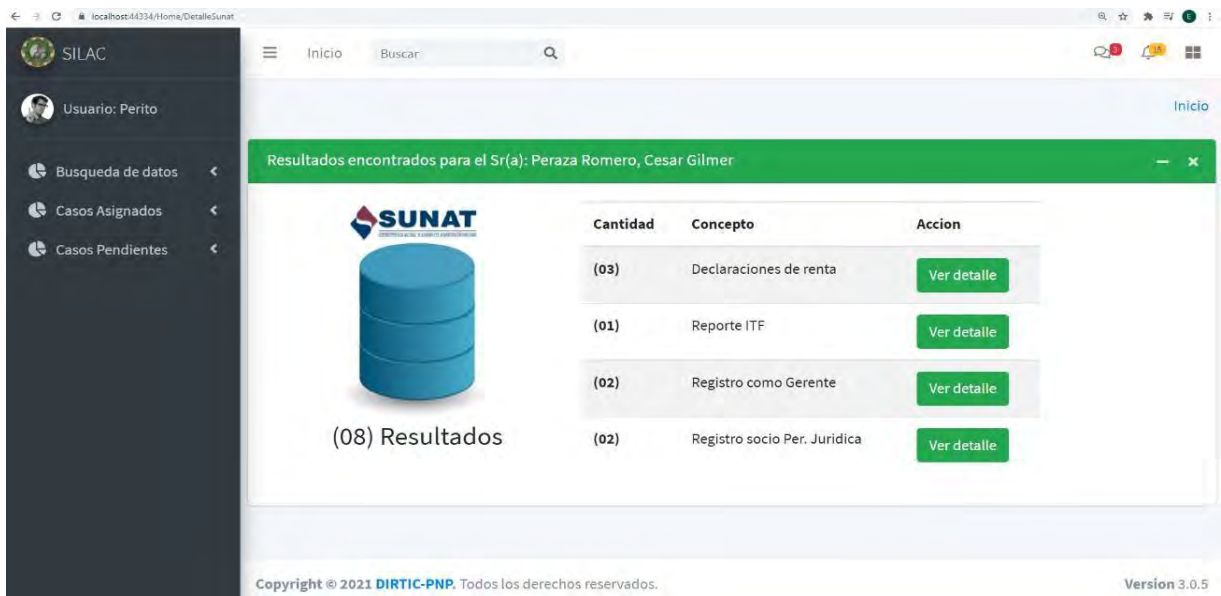 localhost:44334/Home/DetalleSunat
E
SILAC
Inicio
Buscar
3
15
Usuario: Perito
Inicio
Busqueda de datos
Casos Asignados
Casos Pendientes
Resultados encontrados para el Sr(a): Peraza Romero, Cesar Gilmer
SUNAT
(08) Resultados
Cantidad Concepto Accion
(03) Declaraciones de renta Ver detalle
(01) Reporte ITF Ver detalle
(02) Registro como Gerente Ver detalle
(02) Registro socio Per. Juridica Ver detalle
Copyright © 2021 DIRTIC-PNP. Todos los derechos reservados.
Version 3.0.5